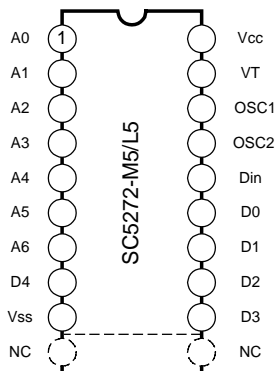 A0 1 Vcc
A1 VT
A2 OSC1
A3 OSC2
A4 Din
A5 D0
A6 D1
D4 D2
Vss D3
NC NC
SC5272-M5/L5